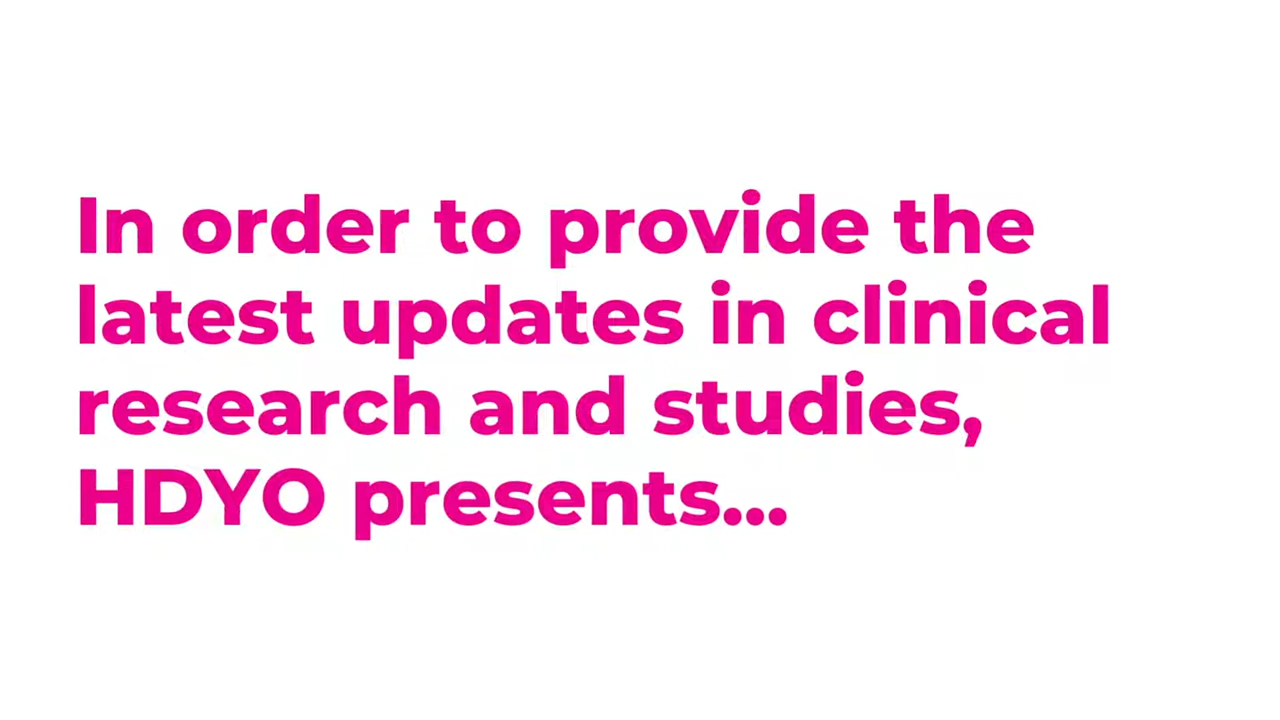 In order to provide the
latest updates in clinical
research and studies,
HDYO presents...